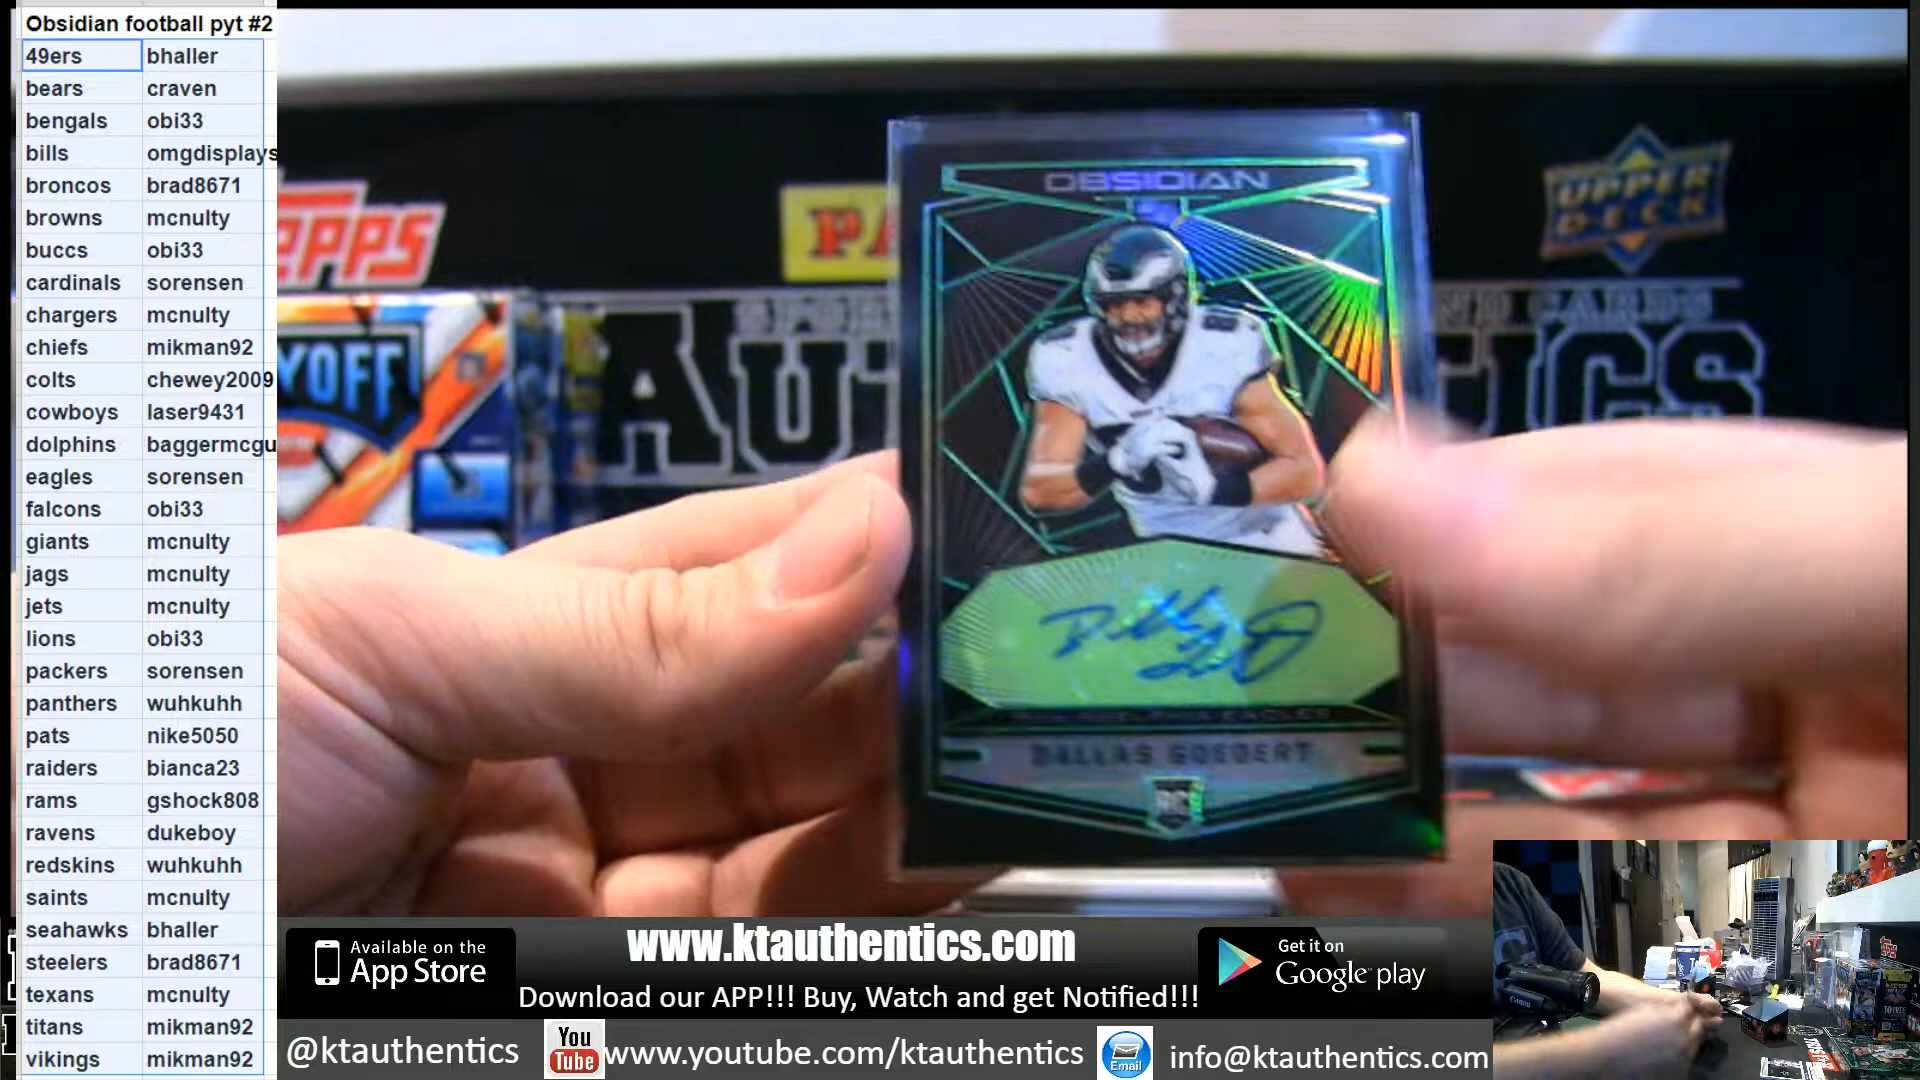 Obsidian football pyt #2
49ers bhaller
bears craven
bengals obi33
bills omgdisplays
broncos brad8671
browns mcnulty
buccs obi33
cardinals sorensen
chargers mcnulty
chiefs mikman92
colts chewey2009
cowboys laser9431
dolphins baggermcgu
eagles sorensen
falcons obi33
giants mcnulty
jags mcnulty
jets mcnulty
lions obi33
packers sorensen
panthers wuhkuhh
pats nike5050
raiders bianca23
rams gshock808
ravens dukeboy
redskins wuhkuhh
saints mcnulty
seahawks bhaller
steelers brad8671
texans mcnulty
titans mikman92
vikings mikman92
OBSIDIAN
UPPER
DECK
DALLAS GOEDERT
Available on the
App Store
www.ktauthentics.com
Get it on
Google play
Download our APP!!! Buy, Watch and get Notified!!!
@ktauthentics
You
Tube
www.youtube.com/ktauthentics
Email
info@ktauthentics.com